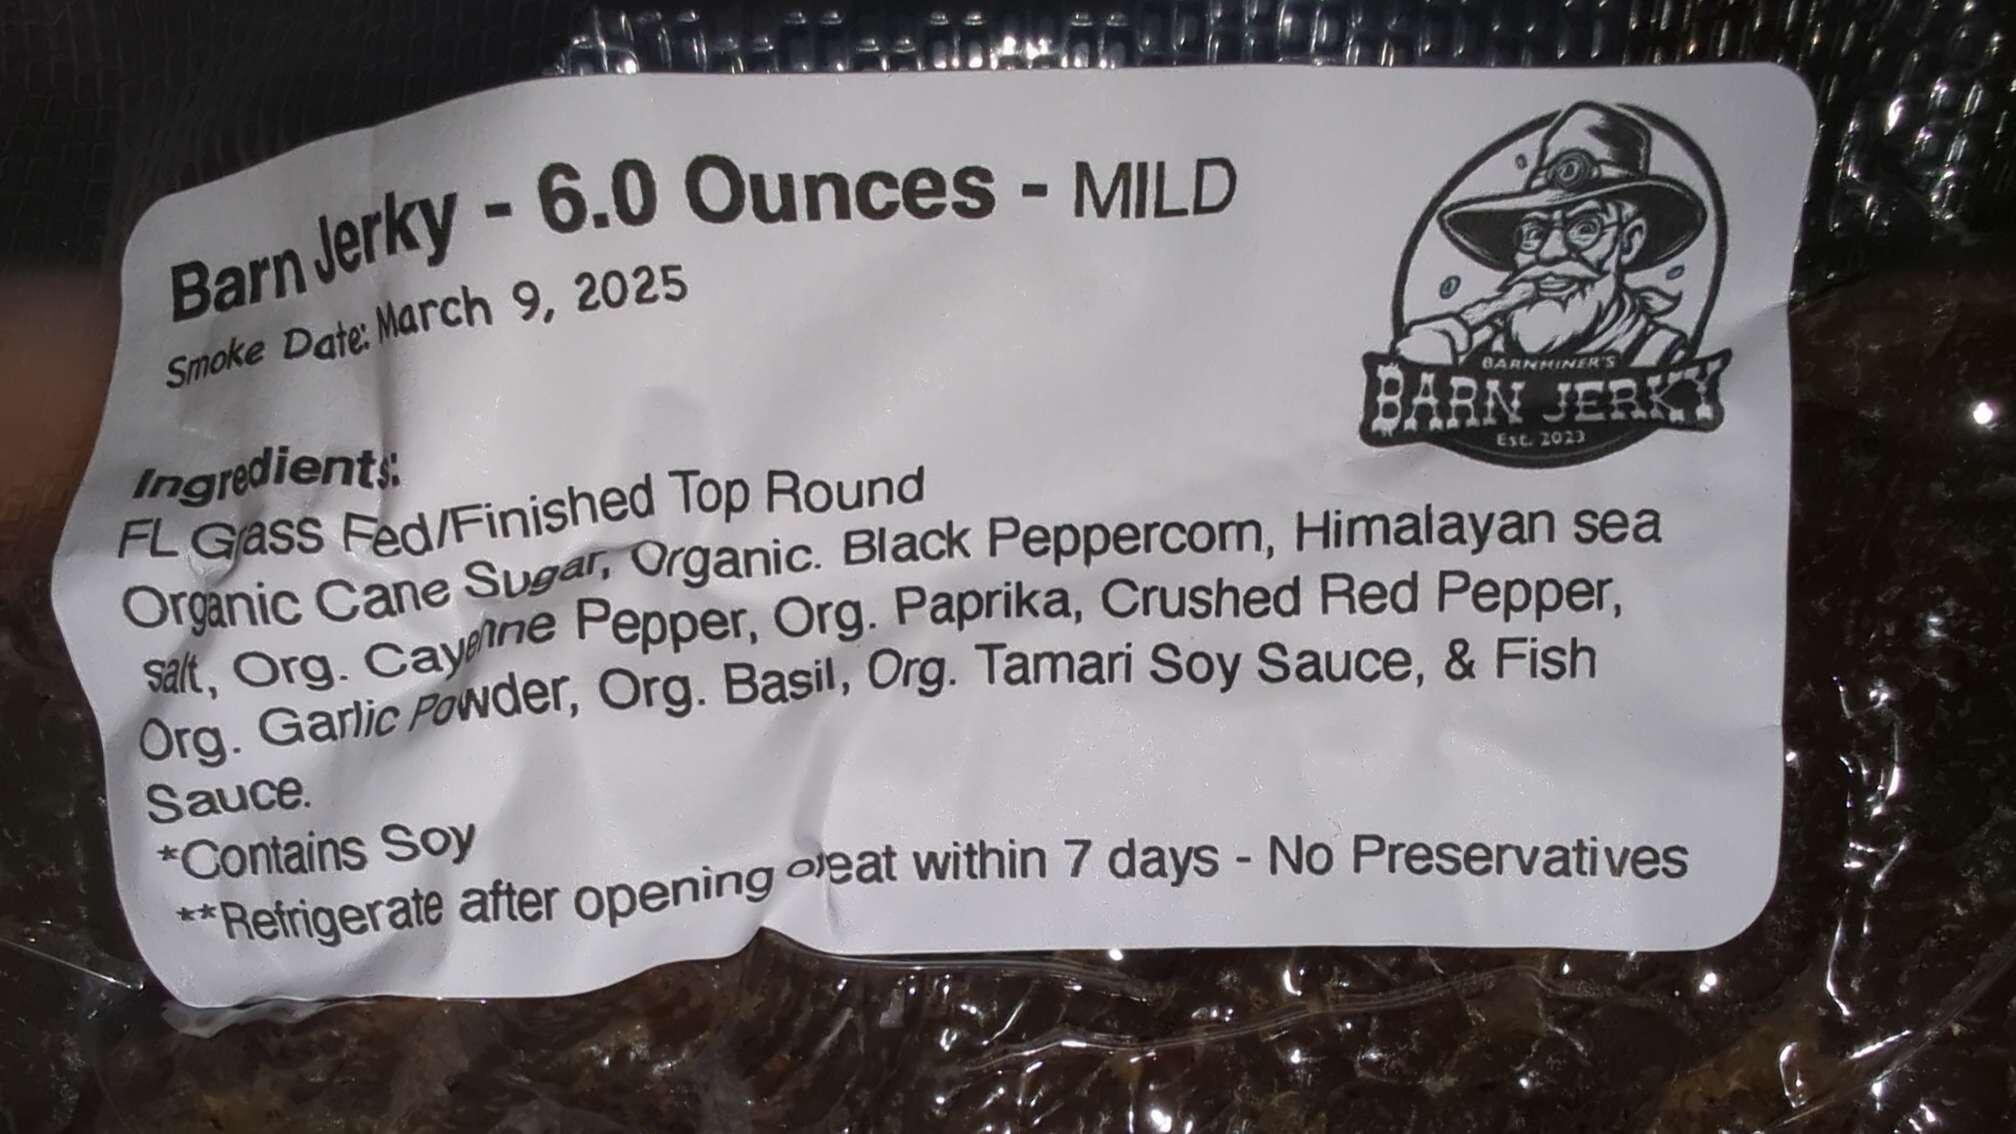 Barn Jerky - 6.0 Ounces - MILD
Smoke Date: March 9, 2025
BARNMINER'S
BARN JERKY
Est. 2023
Ingredients:
FL Grass Fed/Finished Top Round
Organic Cane Sugar, Organic. Black Peppercorn, Himalayan sea
salt, Org. Cayenne Pepper, Org. Paprika, Crushed Red Pepper,
Org. Garlic Powder, Org. Basil, Org. Tamari Soy Sauce, & Fish
Sauce.
*Contains Soy
**Refrigerate after opening or eat within 7 days - No Preservatives